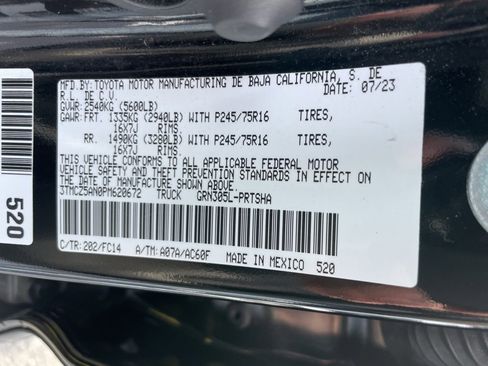 MFD.BY:TOYOTA MOTOR MANUFACTURING DE BAJA CALIFORNIA, S. DE
R.L. DE C.V. DATE: 07/23
GVWR: 2540KG (5600LB)
GAWR: FRT. 1335KG (2940LB) WITH P245/75R16 TIRES,
16X7J RIMS.
RR. 1490KG (3280LB) WITH P245/75R16 TIRES,
16X7J RIMS.
THIS VEHICLE CONFORMS TO ALL APPLICABLE FEDERAL MOTOR
VEHICLE SAFETY AND THEFT PREVENTION STANDARDS IN EFFECT
ON THE DATE OF MANUFACTURE SHOWN ABOVE.
3TMCZ5AN0PM620672 TRUCK GRN305L-PRTSHA
C/TR: 202/FC14 A/TM: A07A/AC60F MADE IN MEXICO 520
520